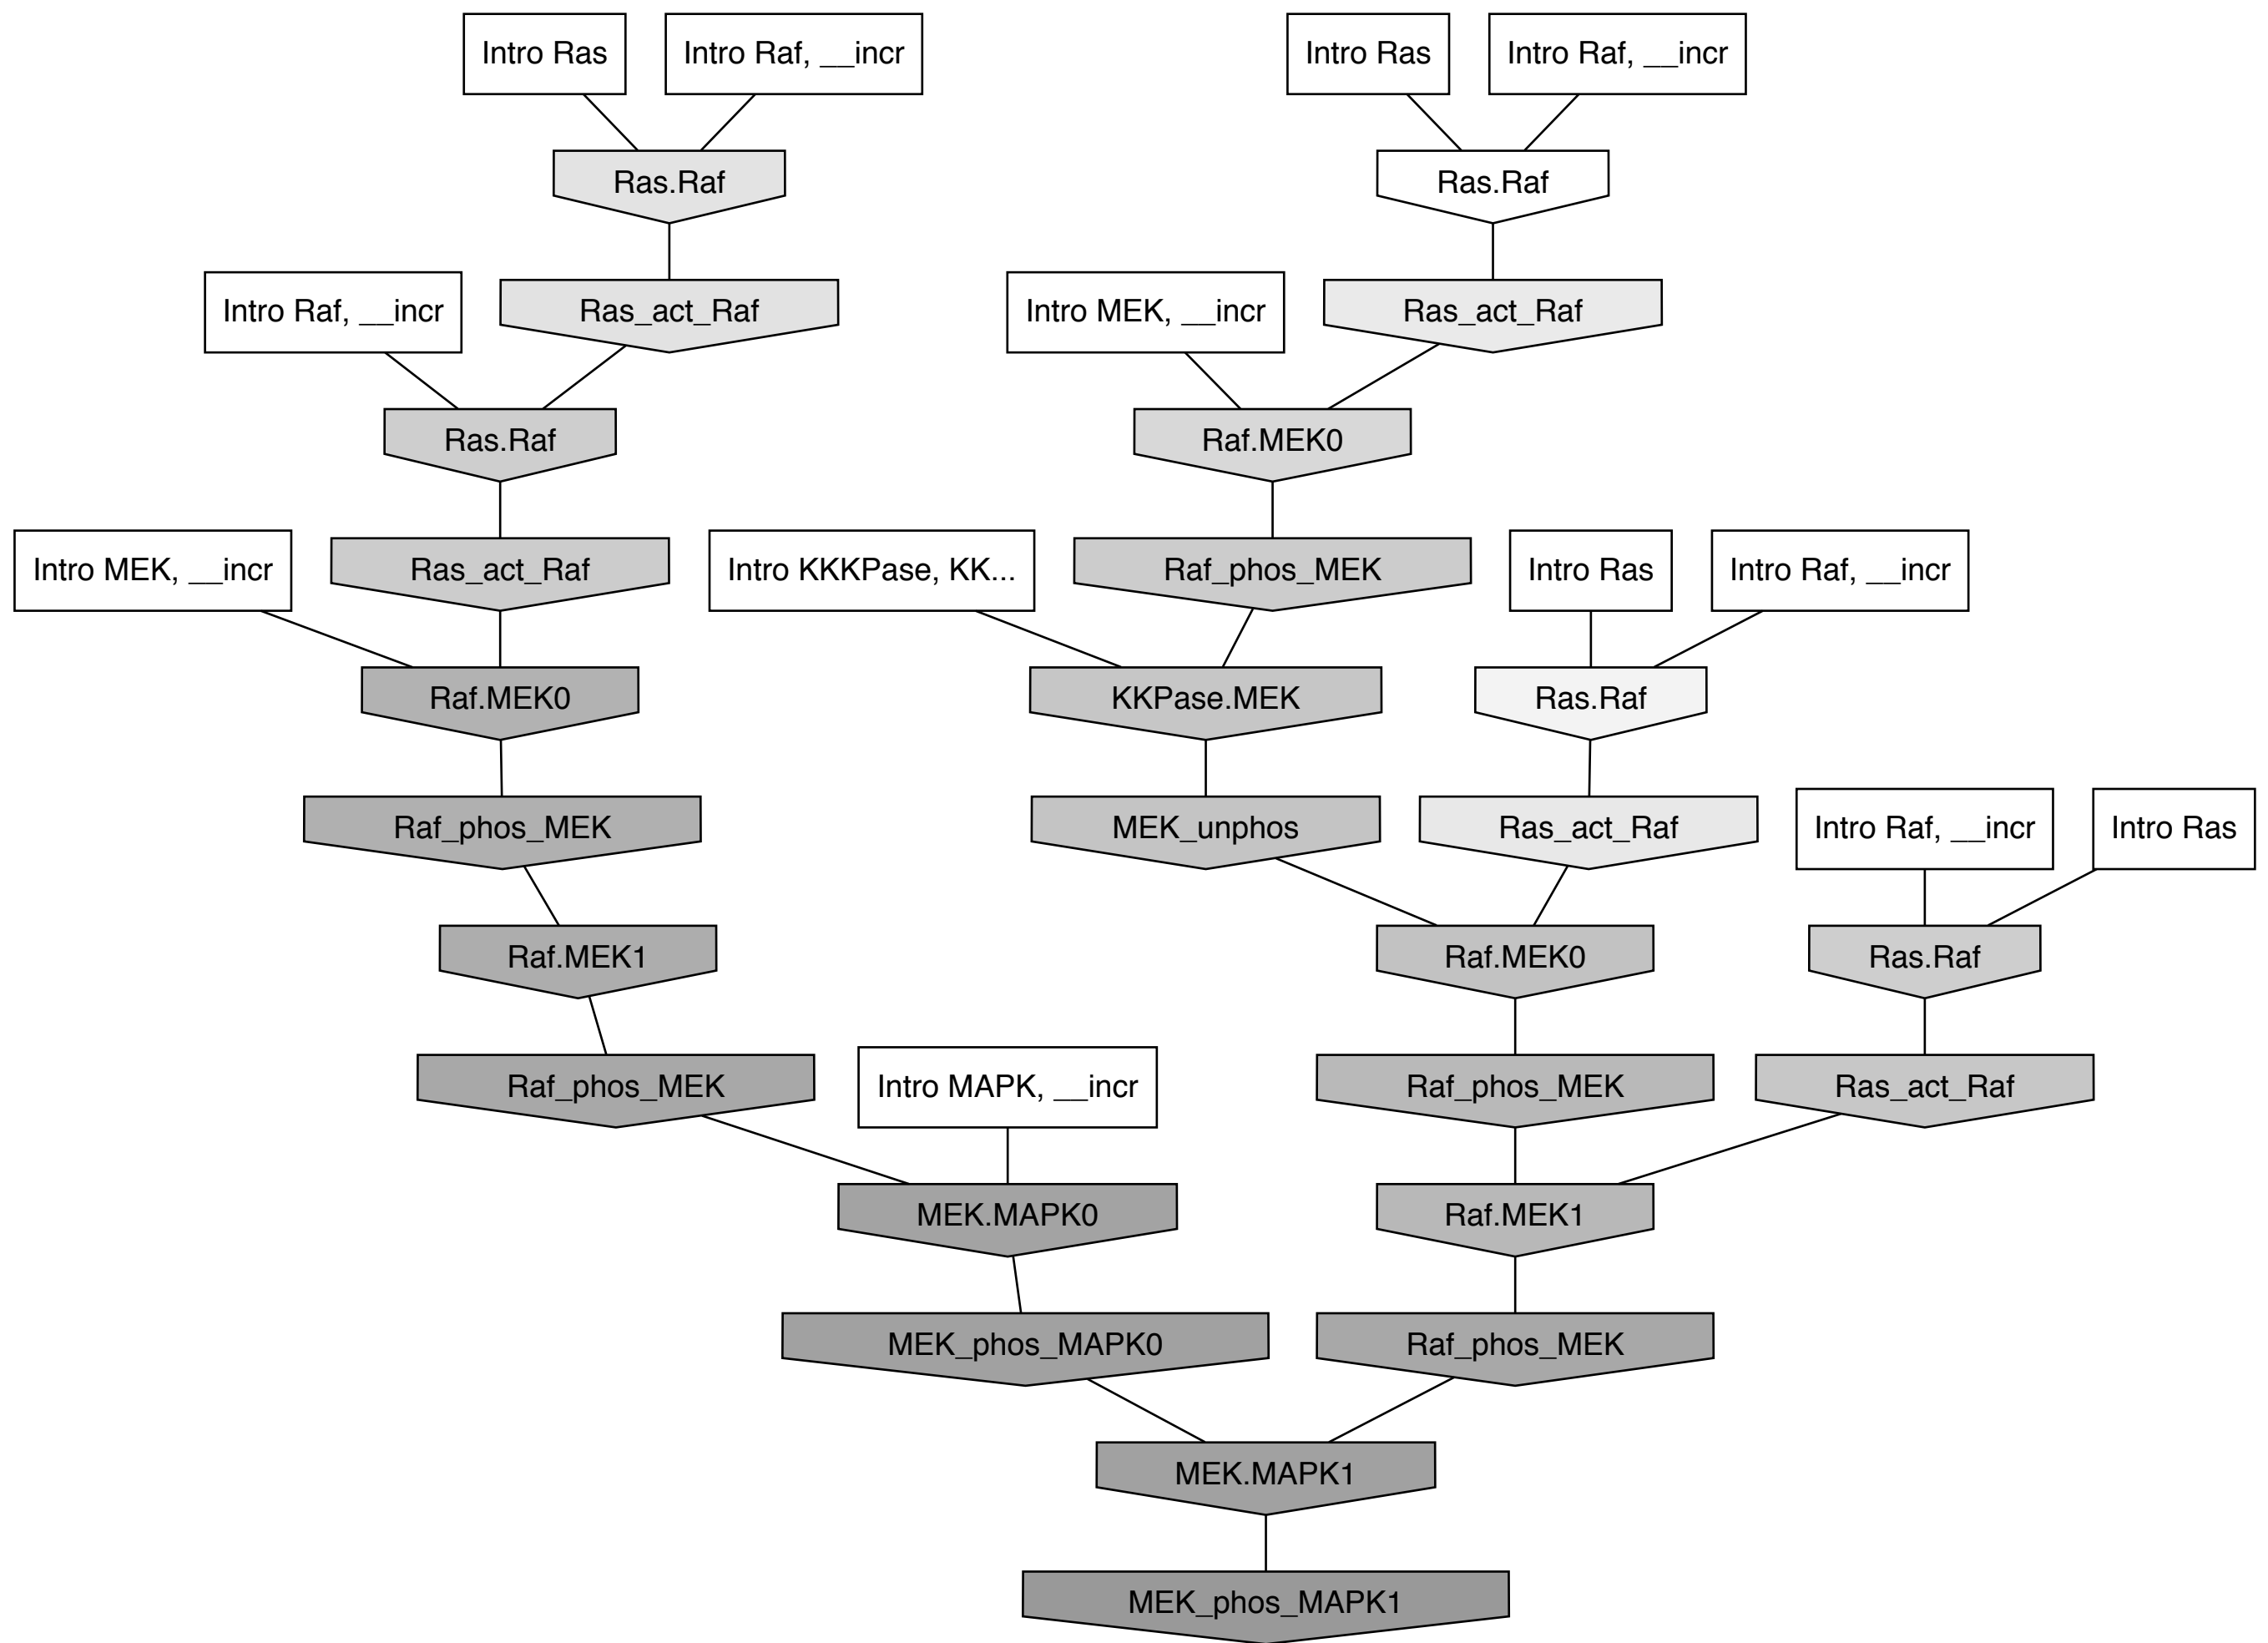 Intro Ras
Intro Raf, __incr
Intro Ras
Intro Raf, __incr
Ras.Raf
Ras.Raf
Intro Raf, __incr
Ras_act_Raf
Intro MEK, __incr
Ras_act_Raf
Ras.Raf
Raf.MEK0
Intro MEK, __incr
Ras_act_Raf
Intro KKKPase, KK...
Raf_phos_MEK
Intro Ras
Intro Raf, __incr
Raf.MEK0
KKPase.MEK
Ras.Raf
Raf_phos_MEK
MEK_unphos
Ras_act_Raf
Intro Raf, __incr
Intro Ras
Raf.MEK1
Raf.MEK0
Ras.Raf
Raf_phos_MEK
Intro MAPK, __incr
Raf_phos_MEK
Ras_act_Raf
MEK.MAPK0
Raf.MEK1
MEK_phos_MAPK0
Raf_phos_MEK
MEK.MAPK1
MEK_phos_MAPK1